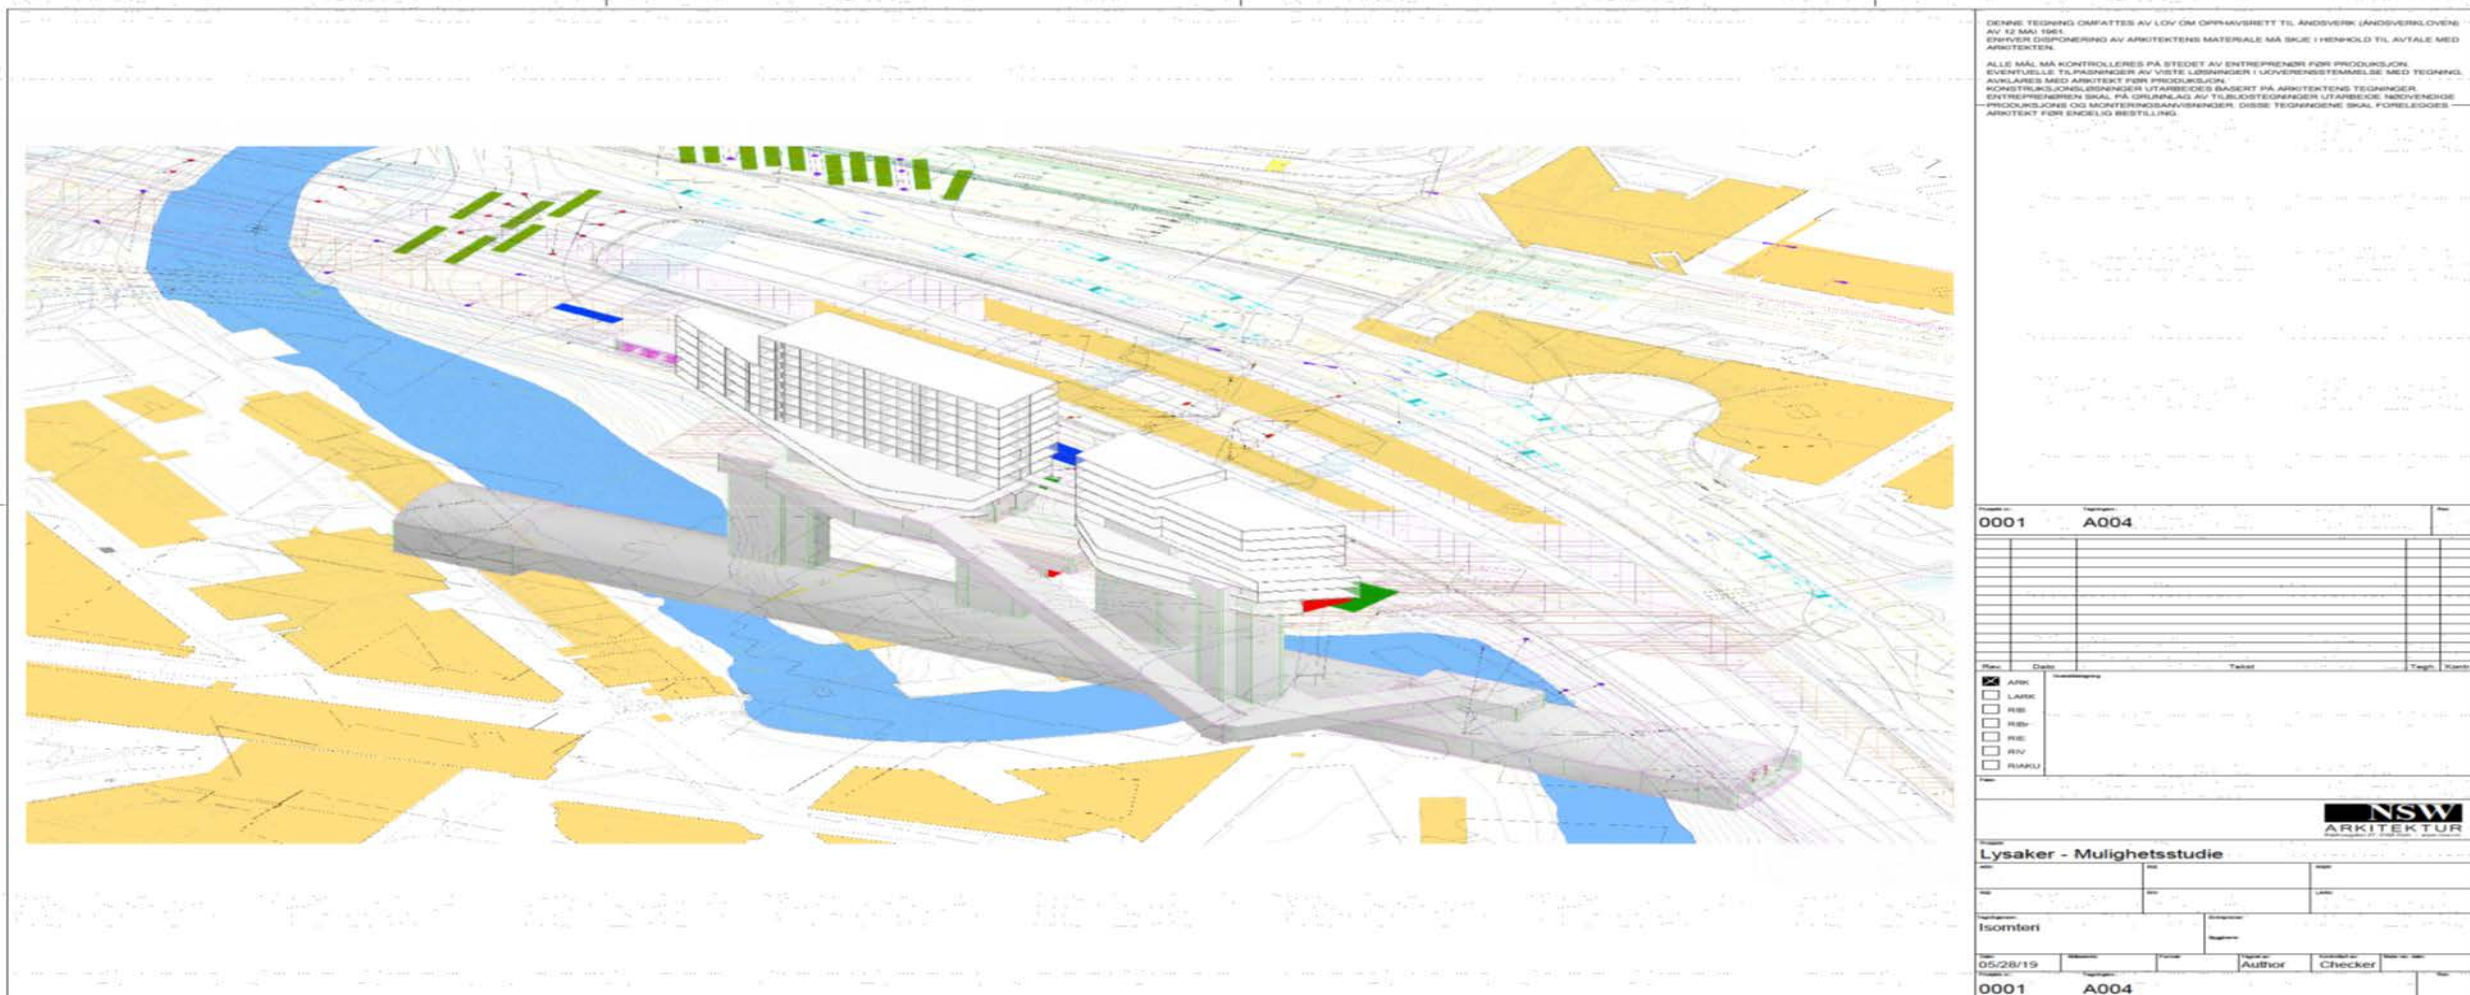 DENNE TEGNING OMFATTES AV LOV OM OPPHAVSRETT TIL ÅNDSVERK (ÅNDSVERKLOVEN)
AV 12 MAI 1961.
ENHVER DISPONERING AV ARKITEKTENS MATERIALE MÅ SKJE I HENHOLD TIL AVTALE MED
ARKITEKTEN.
ALLE MÅL MÅ KONTROLLERES PÅ STEDET AV ENTREPRENØR FØR PRODUKSJON.
EVENTUELLE TILPASNINGER AV VISTE LØSNINGER I UOVERENSSTEMMELSE MED TEGNING,
AVKLARES MED ARKITEKT FØR PRODUKSJON.
KONSTRUKSJONSLØSNINGER UTARBEIDES BASERT PÅ ARKITEKTENS TEGNINGER.
ENTREPRENØREN SKAL PÅ GRUNNLAG AV TILBUDSTEGNINGER UTARBEIDE NØDVENDIGE
PRODUKSJONS OG MONTERINGSANVISNINGER. DISSE TEGNINGENE SKAL FORELEGGES
ARKITEKT FØR ENDELIG BESTILLING.
0001 A004
Rev. Dato Tekst Tegn. Kontr
ARK
LARK
RIB
RIBr
RIE
RIV
RIAKU
NSW
ARKITEKTUR
Lysaker - Mulighetsstudie
Isomteri
05/28/19 Author Checker
0001 A004